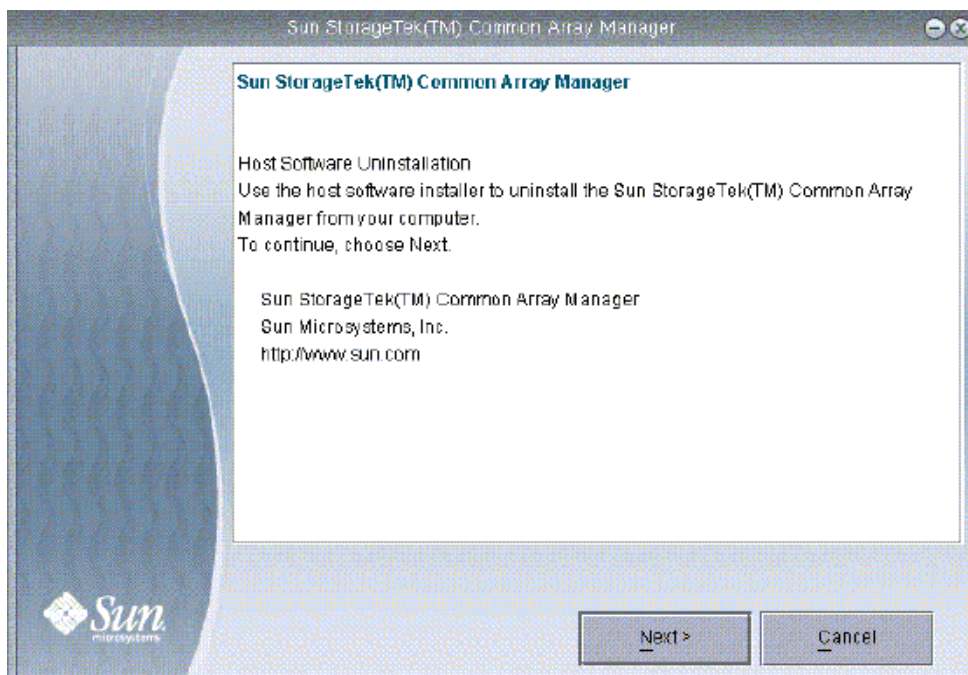 Sun StorageTek(TM) Common Array Manager
Sun StorageTek(TM) Common Array Manager
Host Software Uninstallation
Use the host software installer to uninstall the Sun StorageTek(TM) Common Array
Manager from your computer.
To continue, choose Next.
Sun StorageTek(TM) Common Array Manager
Sun Microsystems, Inc.
http://www.sun.com
Sun
microsystems
Next >
Cancel